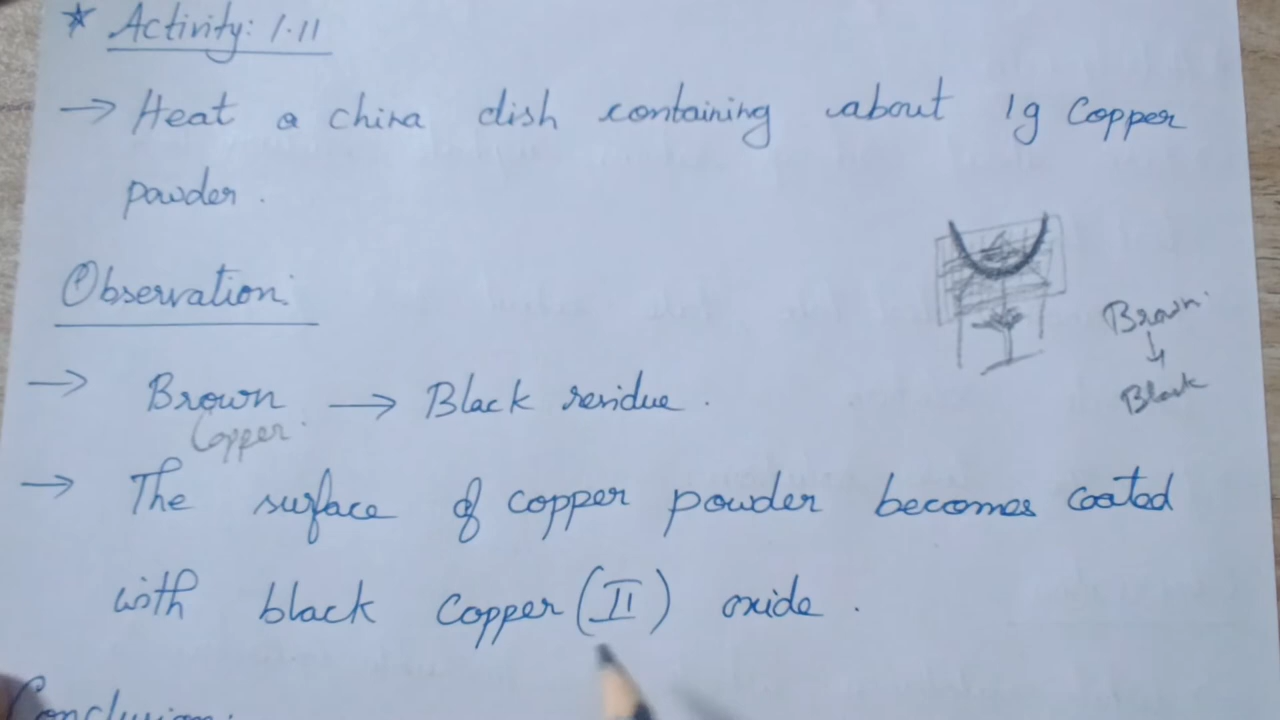 * Activity: 1.11
→ Heat a china dish containing about 1g Copper
powder.
Observation:
→ Brown → Black residue.
Copper
Brown
↓
Black
→ The surface of copper powder becomes coated
with black Copper (II) oxide.
Conclusion: